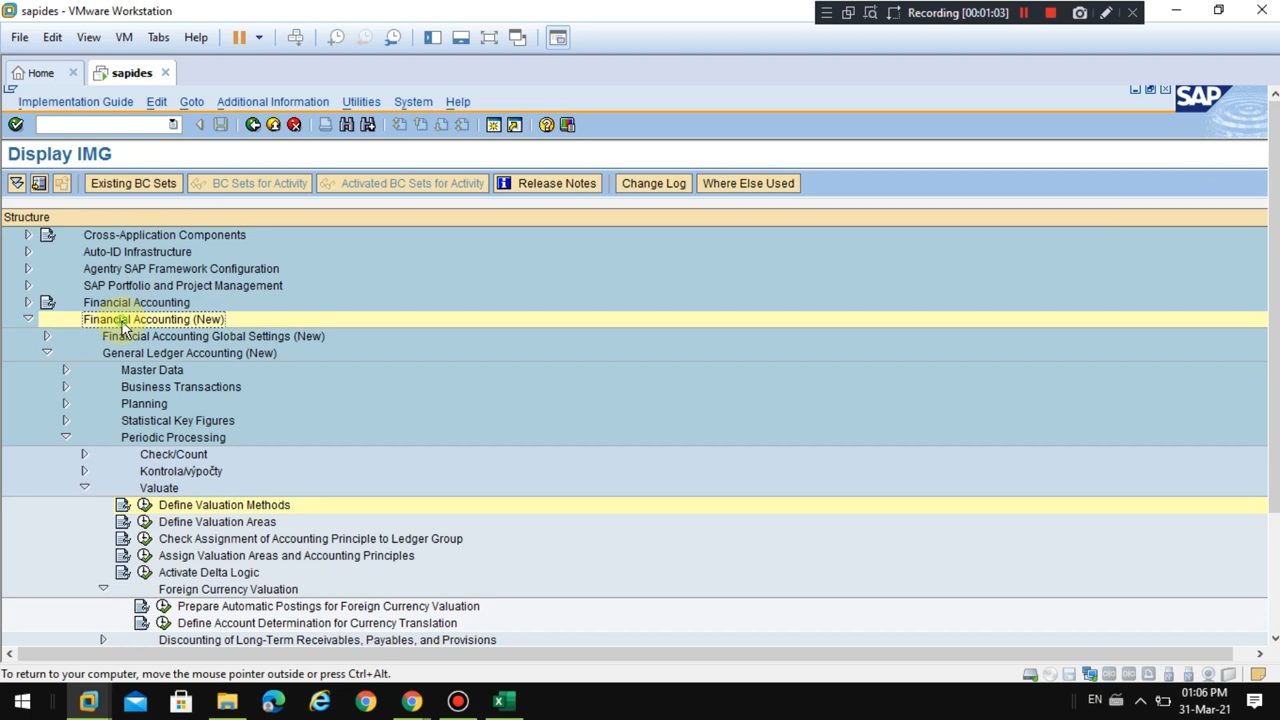 sapides - VMware Workstation
Recording [00:01:03]
File Edit View VM Tabs Help
Home sapides
Implementation Guide Edit Goto Additional Information Utilities System Help
SAP
Display IMG
Existing BC Sets BC Sets for Activity Activated BC Sets for Activity Release Notes Change Log Where Else Used
Structure
Cross-Application Components
Auto-ID Infrastructure
Agentry SAP Framework Configuration
SAP Portfolio and Project Management
Financial Accounting
Financial Accounting (New)
Financial Accounting Global Settings (New)
General Ledger Accounting (New)
Master Data
Business Transactions
Planning
Statistical Key Figures
Periodic Processing
Check/Count
Kontrola/výpočty
Valuate
Define Valuation Methods
Define Valuation Areas
Check Assignment of Accounting Principle to Ledger Group
Assign Valuation Areas and Accounting Principles
Activate Delta Logic
Foreign Currency Valuation
Prepare Automatic Postings for Foreign Currency Valuation
Define Account Determination for Currency Translation
Discounting of Long-Term Receivables, Payables, and Provisions
To return to your computer, move the mouse pointer outside or press Ctrl+Alt.
EN 01:06 PM
31-Mar-21